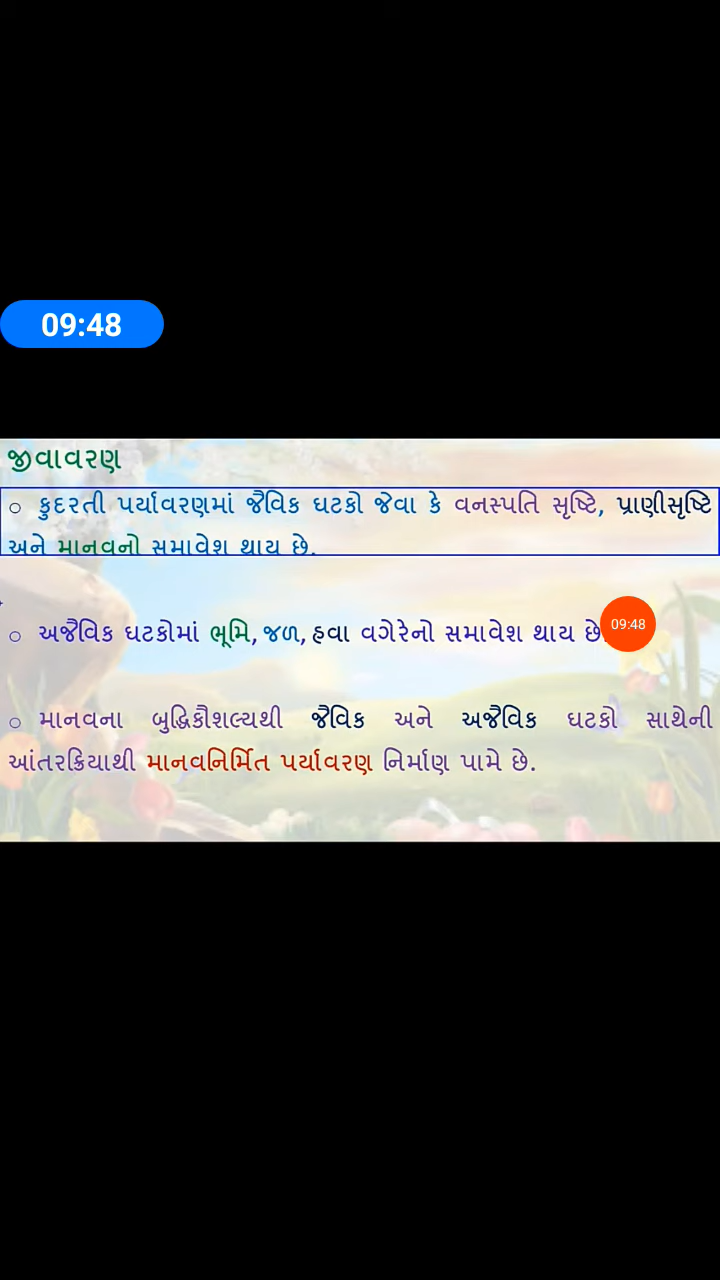 09:48
જીવાવરણ
○ કુદરતી પર્યાવરણમાં જૈવિક ઘટકો જેવા કે વનસ્પતિ સૃષ્ટિ, પ્રાણીસૃષ્ટિ
અને માનવનો સમાવેશ થાય છે.
○ અજૈવિક ઘટકોમાં ભૂમિ, જળ, હવા વગેરેનો સમાવેશ થાય છે.
09:48
○ માનવના બુદ્ધિકૌશલ્યથી જૈવિક અને અજૈવિક ઘટકો સાથેની
આંતરક્રિયાથી માનવનિર્મિત પર્યાવરણ નિર્માણ પામે છે.